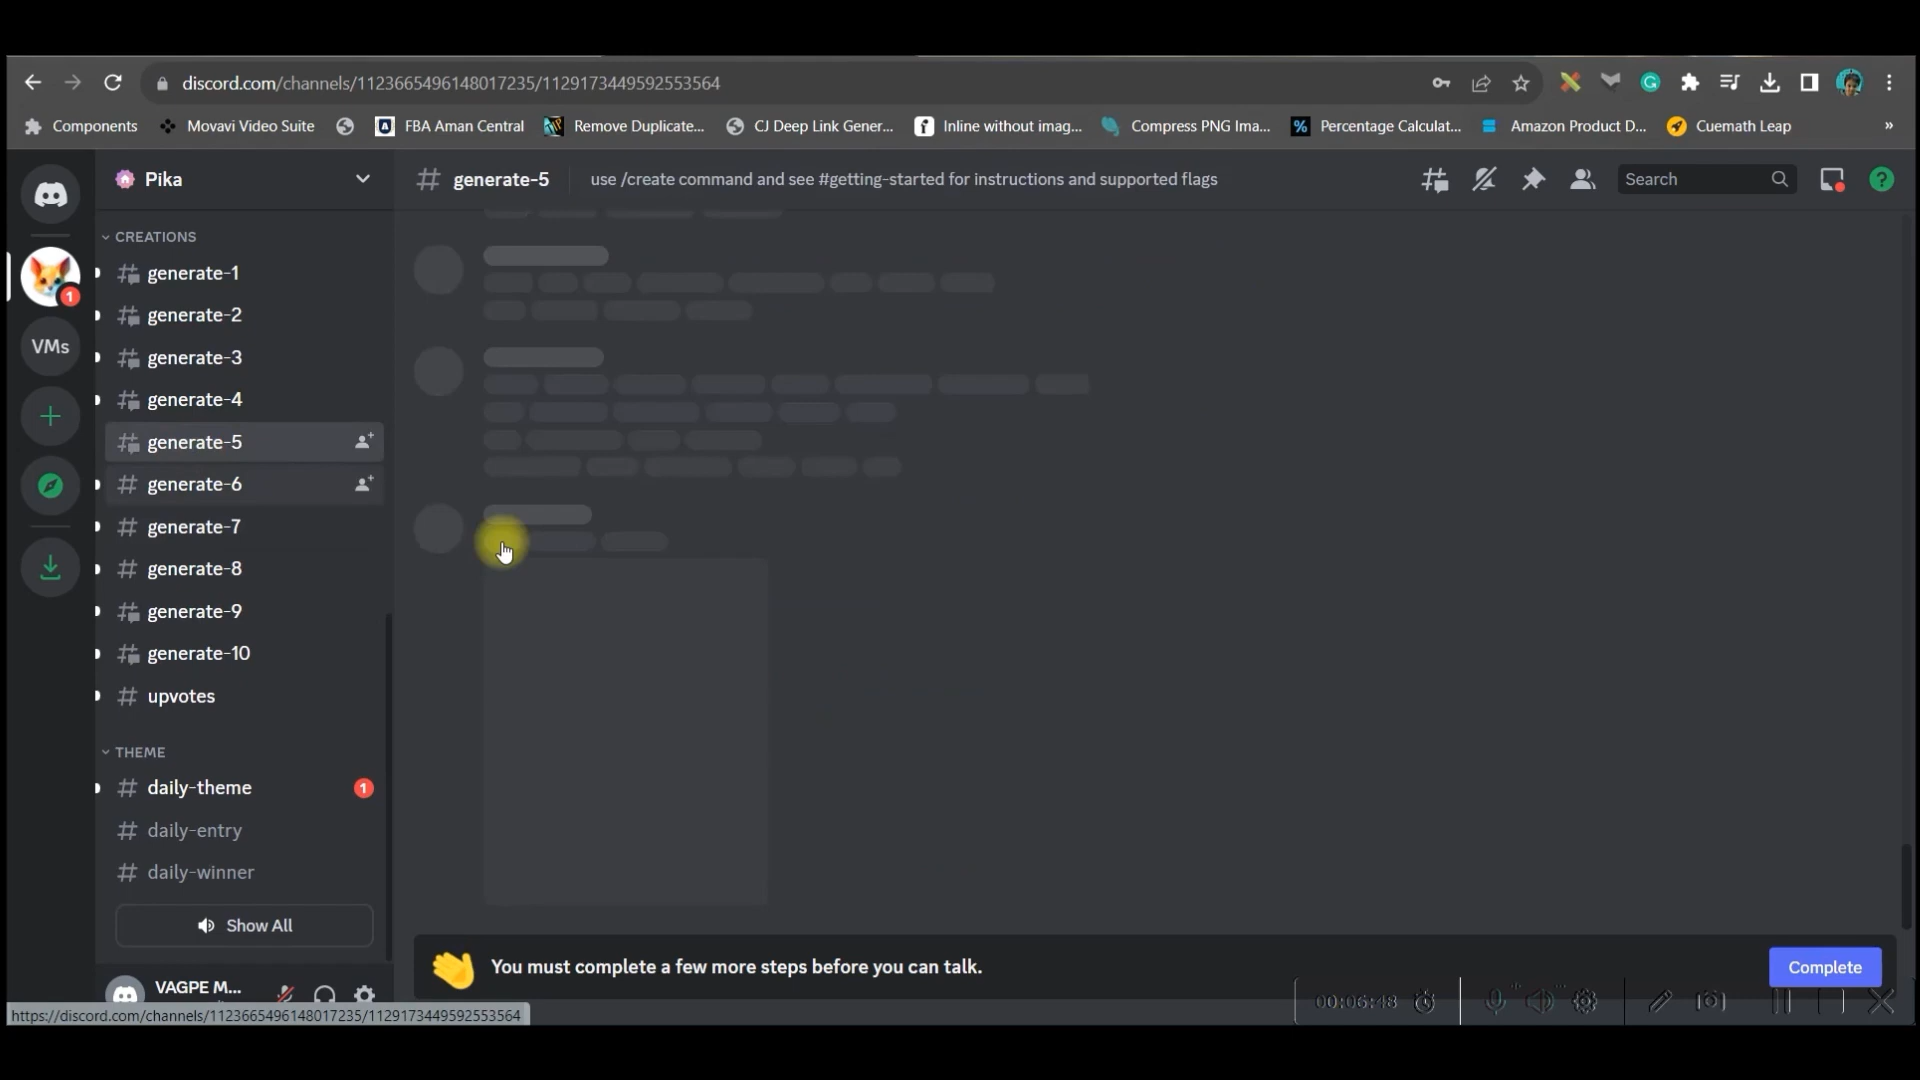 discord.com/channels/1123665496148017235/1129173449592553564
Components
Movavi Video Suite
FBA Aman Central
Remove Duplicate...
CJ Deep Link Gener...
Inline without imag...
Compress PNG Ima...
Percentage Calculat...
Amazon Product D...
Cuemath Leap
»
Pika
generate-5
use /create command and see #getting-started for instructions and supported flags
Search
CREATIONS
generate-1
generate-2
generate-3
generate-4
generate-5
generate-6
generate-7
generate-8
generate-9
generate-10
upvotes
THEME
daily-theme
1
daily-entry
daily-winner
Show All
1
VMs
You must complete a few more steps before you can talk.
Complete
VAGPE M...
https://discord.com/channels/1123665496148017235/1129173449592553564
00:06:48